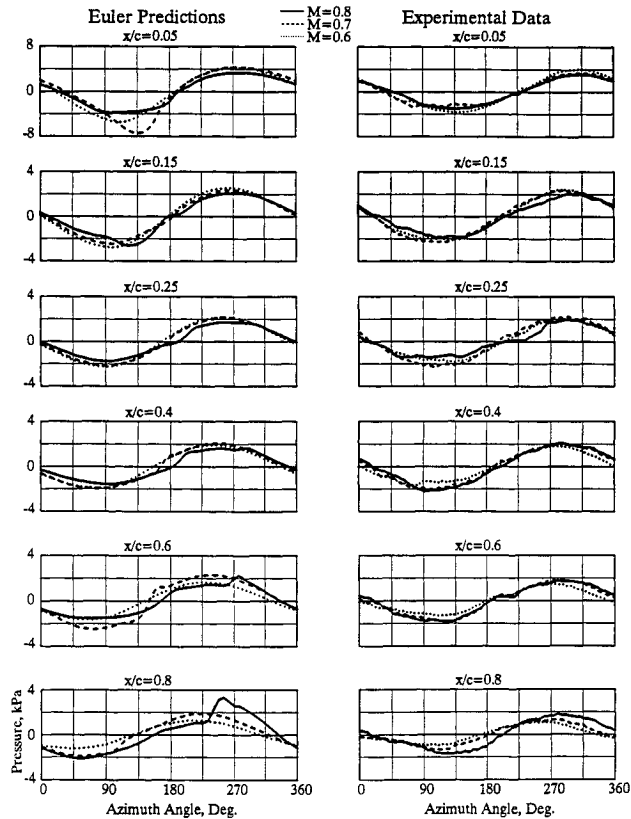 Euler Predictions
M=0.8
M=0.7
M=0.6
Experimental Data
x/c=0.05
x/c=0.05
8
4
0
-4
-8
x/c=0.15
x/c=0.15
4
0
-4
x/c=0.25
x/c=0.25
4
0
-4
x/c=0.4
x/c=0.4
4
0
-4
x/c=0.6
x/c=0.6
4
0
-4
x/c=0.8
x/c=0.8
Pressure, kPa
4
0
-4
0 90 180 270 360
0 90 180 270 360
Azimuth Angle, Deg.
Azimuth Angle, Deg.